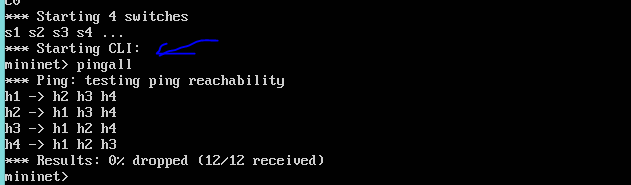 c0
*** Starting 4 switches
s1 s2 s3 s4 ...
*** Starting CLI:
mininet> pingall
*** Ping: testing ping reachability
h1 -> h2 h3 h4
h2 -> h1 h3 h4
h3 -> h1 h2 h4
h4 -> h1 h2 h3
*** Results: 0% dropped (12/12 received)
mininet>